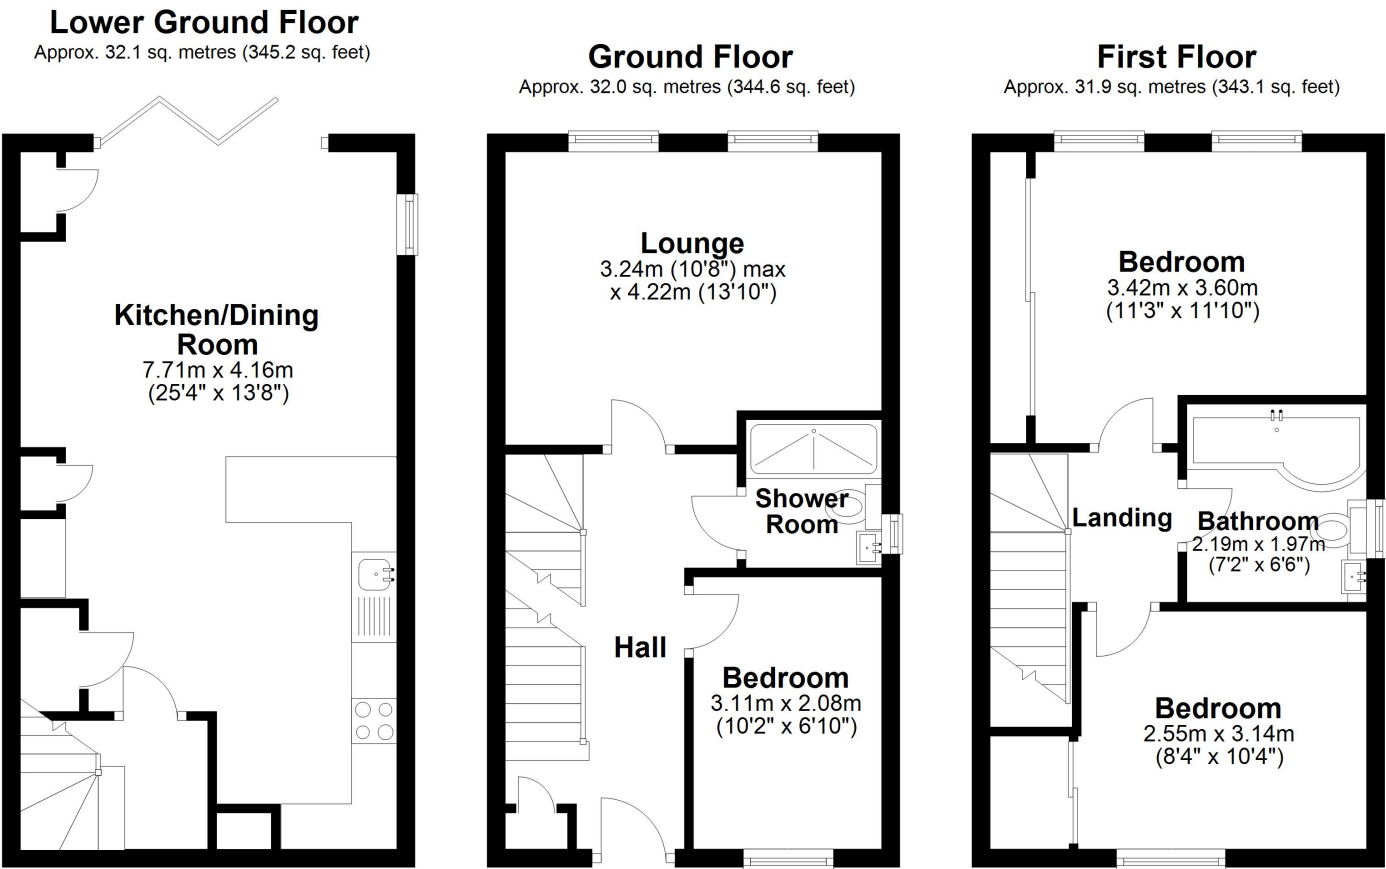 Lower Ground Floor
Approx. 32.1 sq. metres (345.2 sq. feet)
Kitchen/Dining
Room
7.71m x 4.16m
(25'4" x 13'8")
Ground Floor
Approx. 32.0 sq. metres (344.6 sq. feet)
Lounge
3.24m (10'8") max
x 4.22m (13'10")
Shower
Room
Hall
Bedroom
3.11m x 2.08m
(10'2" x 6'10")
First Floor
Approx. 31.9 sq. metres (343.1 sq. feet)
Bedroom
3.42m x 3.60m
(11'3" x 11'10")
Landing
Bathroom
2.19m x 1.97m
(7'2" x 6'6")
Bedroom
2.55m x 3.14m
(8'4" x 10'4")